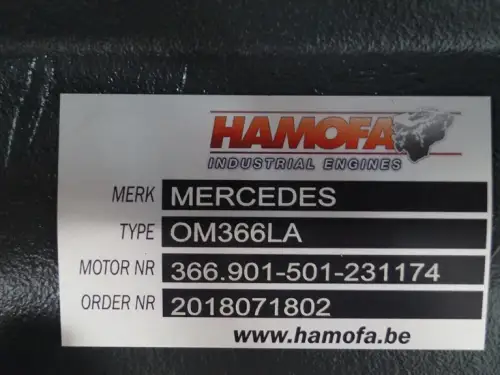 HAMOFA
INDUSTRIAL ENGINES
MERK MERCEDES
TYPE OM366LA
MOTOR NR 366.901-501-231174
ORDER NR 2018071802
www.hamofa.be